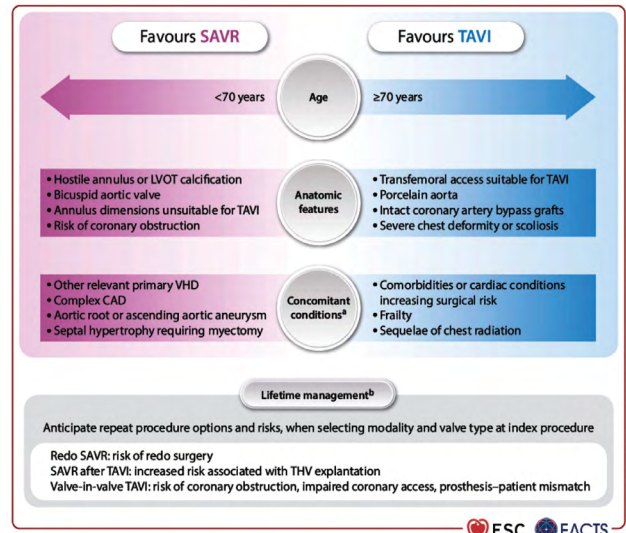 Favours SAVR
Favours TAVI
<70 years
Age
≥70 years
• Hostile annulus or LVOT calcification
• Bicuspid aortic valve
• Annulus dimensions unsuitable for TAVI
• Risk of coronary obstruction
Anatomic
features
• Transfemoral access suitable for TAVI
• Porcelain aorta
• Intact coronary artery bypass grafts
• Severe chest deformity or scoliosis
• Other relevant primary VHD
• Complex CAD
• Aortic root or ascending aortic aneurysm
• Septal hypertrophy requiring myectomy
Concomitant
conditionsᵃ
• Comorbidities or cardiac conditions
increasing surgical risk
• Frailty
• Sequelae of chest radiation
Lifetime managementᵇ
Anticipate repeat procedure options and risks, when selecting modality and valve type at index procedure
Redo SAVR: risk of redo surgery
SAVR after TAVI: increased risk associated with THV explantation
Valve-in-valve TAVI: risk of coronary obstruction, impaired coronary access, prosthesis–patient mismatch
ESC